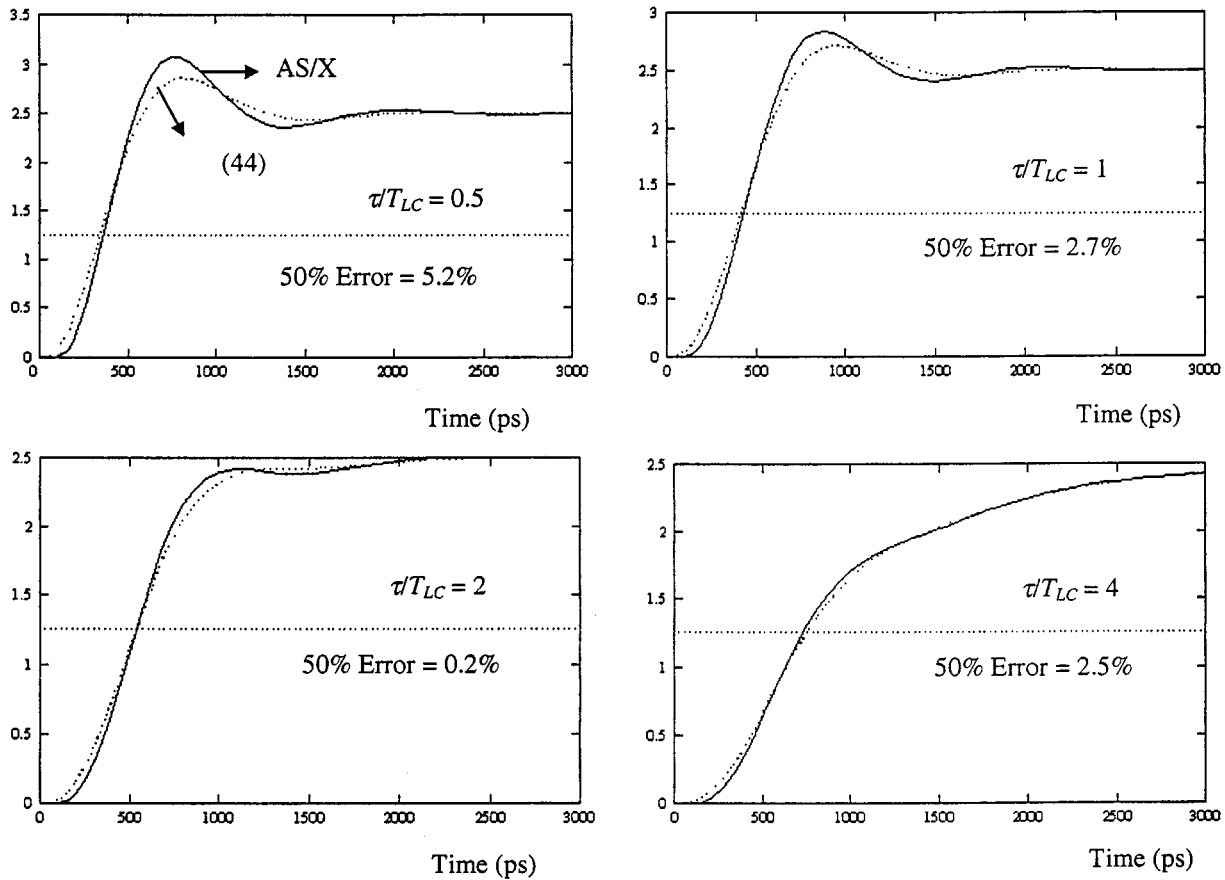 3.5
3
2.5
2
1.5
1
0.5
0
AS/X
(44)
τ/T_LC = 0.5
50% Error = 5.2%
0 500 1000 1500 2000 2500 3000
Time (ps)
3
2.5
2
1.5
1
0.5
0
τ/T_LC = 1
50% Error = 2.7%
0 500 1000 1500 2000 2500 3000
Time (ps)
2.5
2
1.5
1
0.5
0
τ/T_LC = 2
50% Error = 0.2%
0 500 1000 1500 2000 2500 3000
Time (ps)
2.5
2
1.5
1
0.5
0
τ/T_LC = 4
50% Error = 2.5%
0 500 1000 1500 2000 2500 3000
Time (ps)